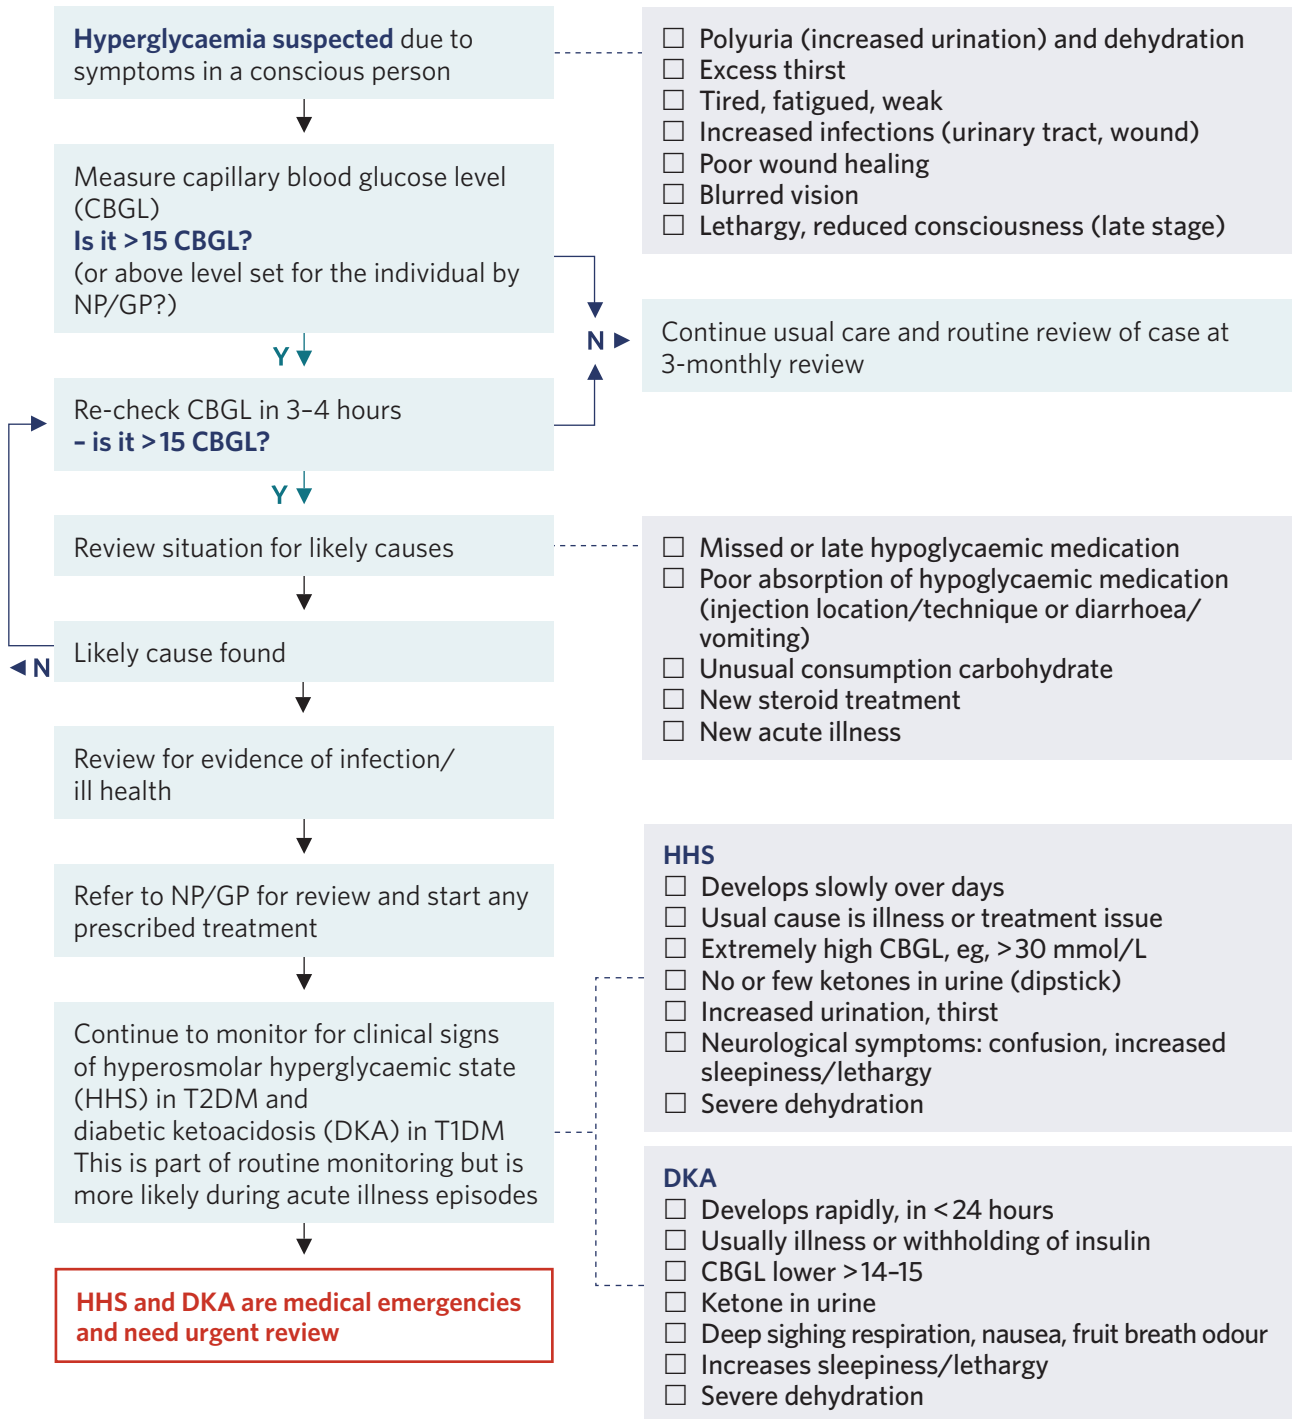 Hyperglycaemia suspected due to
symptoms in a conscious person
☐ Polyuria (increased urination) and dehydration
☐ Excess thirst
☐ Tired, fatigued, weak
☐ Increased infections (urinary tract, wound)
☐ Poor wound healing
☐ Blurred vision
☐ Lethargy, reduced consciousness (late stage)
Measure capillary blood glucose level
(CBGL)
Is it >15 CBGL?
(or above level set for the individual by
NP/GP?)
Y
N
Continue usual care and routine review of case at
3-monthly review
Re-check CBGL in 3–4 hours
– is it >15 CBGL?
Y
Review situation for likely causes
☐ Missed or late hypoglycaemic medication
☐ Poor absorption of hypoglycaemic medication
(injection location/technique or diarrhoea/
vomiting)
☐ Unusual consumption carbohydrate
☐ New steroid treatment
☐ New acute illness
Likely cause found
N
Review for evidence of infection/
ill health
Refer to NP/GP for review and start any
prescribed treatment
Continue to monitor for clinical signs
of hyperosmolar hyperglycaemic state
(HHS) in T2DM and
diabetic ketoacidosis (DKA) in T1DM
This is part of routine monitoring but is
more likely during acute illness episodes
HHS
☐ Develops slowly over days
☐ Usual cause is illness or treatment issue
☐ Extremely high CBGL, eg, >30 mmol/L
☐ No or few ketones in urine (dipstick)
☐ Increased urination, thirst
☐ Neurological symptoms: confusion, increased
sleepiness/lethargy
☐ Severe dehydration
DKA
☐ Develops rapidly, in <24 hours
☐ Usually illness or withholding of insulin
☐ CBGL lower >14–15
☐ Ketone in urine
☐ Deep sighing respiration, nausea, fruit breath odour
☐ Increases sleepiness/lethargy
☐ Severe dehydration
HHS and DKA are medical emergencies
and need urgent review